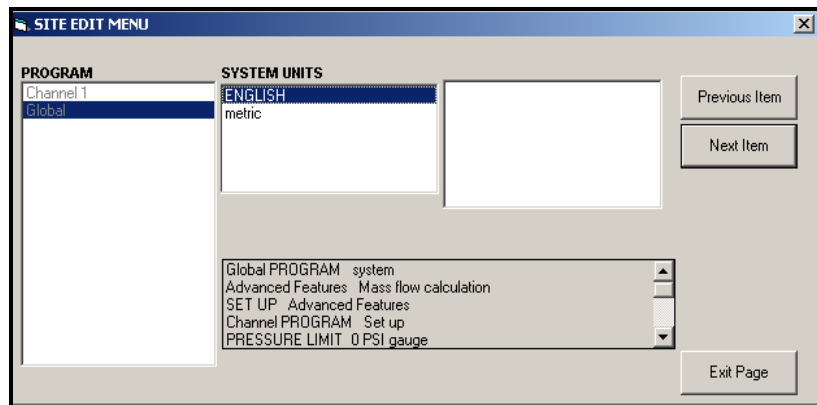 SITE EDIT MENU
PROGRAM
Channel 1
Global
SYSTEM UNITS
ENGLISH
metric
Previous Item
Next Item
Global PROGRAM system
Advanced Features Mass flow calculation
SET UP Advanced Features
Channel PROGRAM Set up
PRESSURE LIMIT 0 PSI gauge
Exit Page